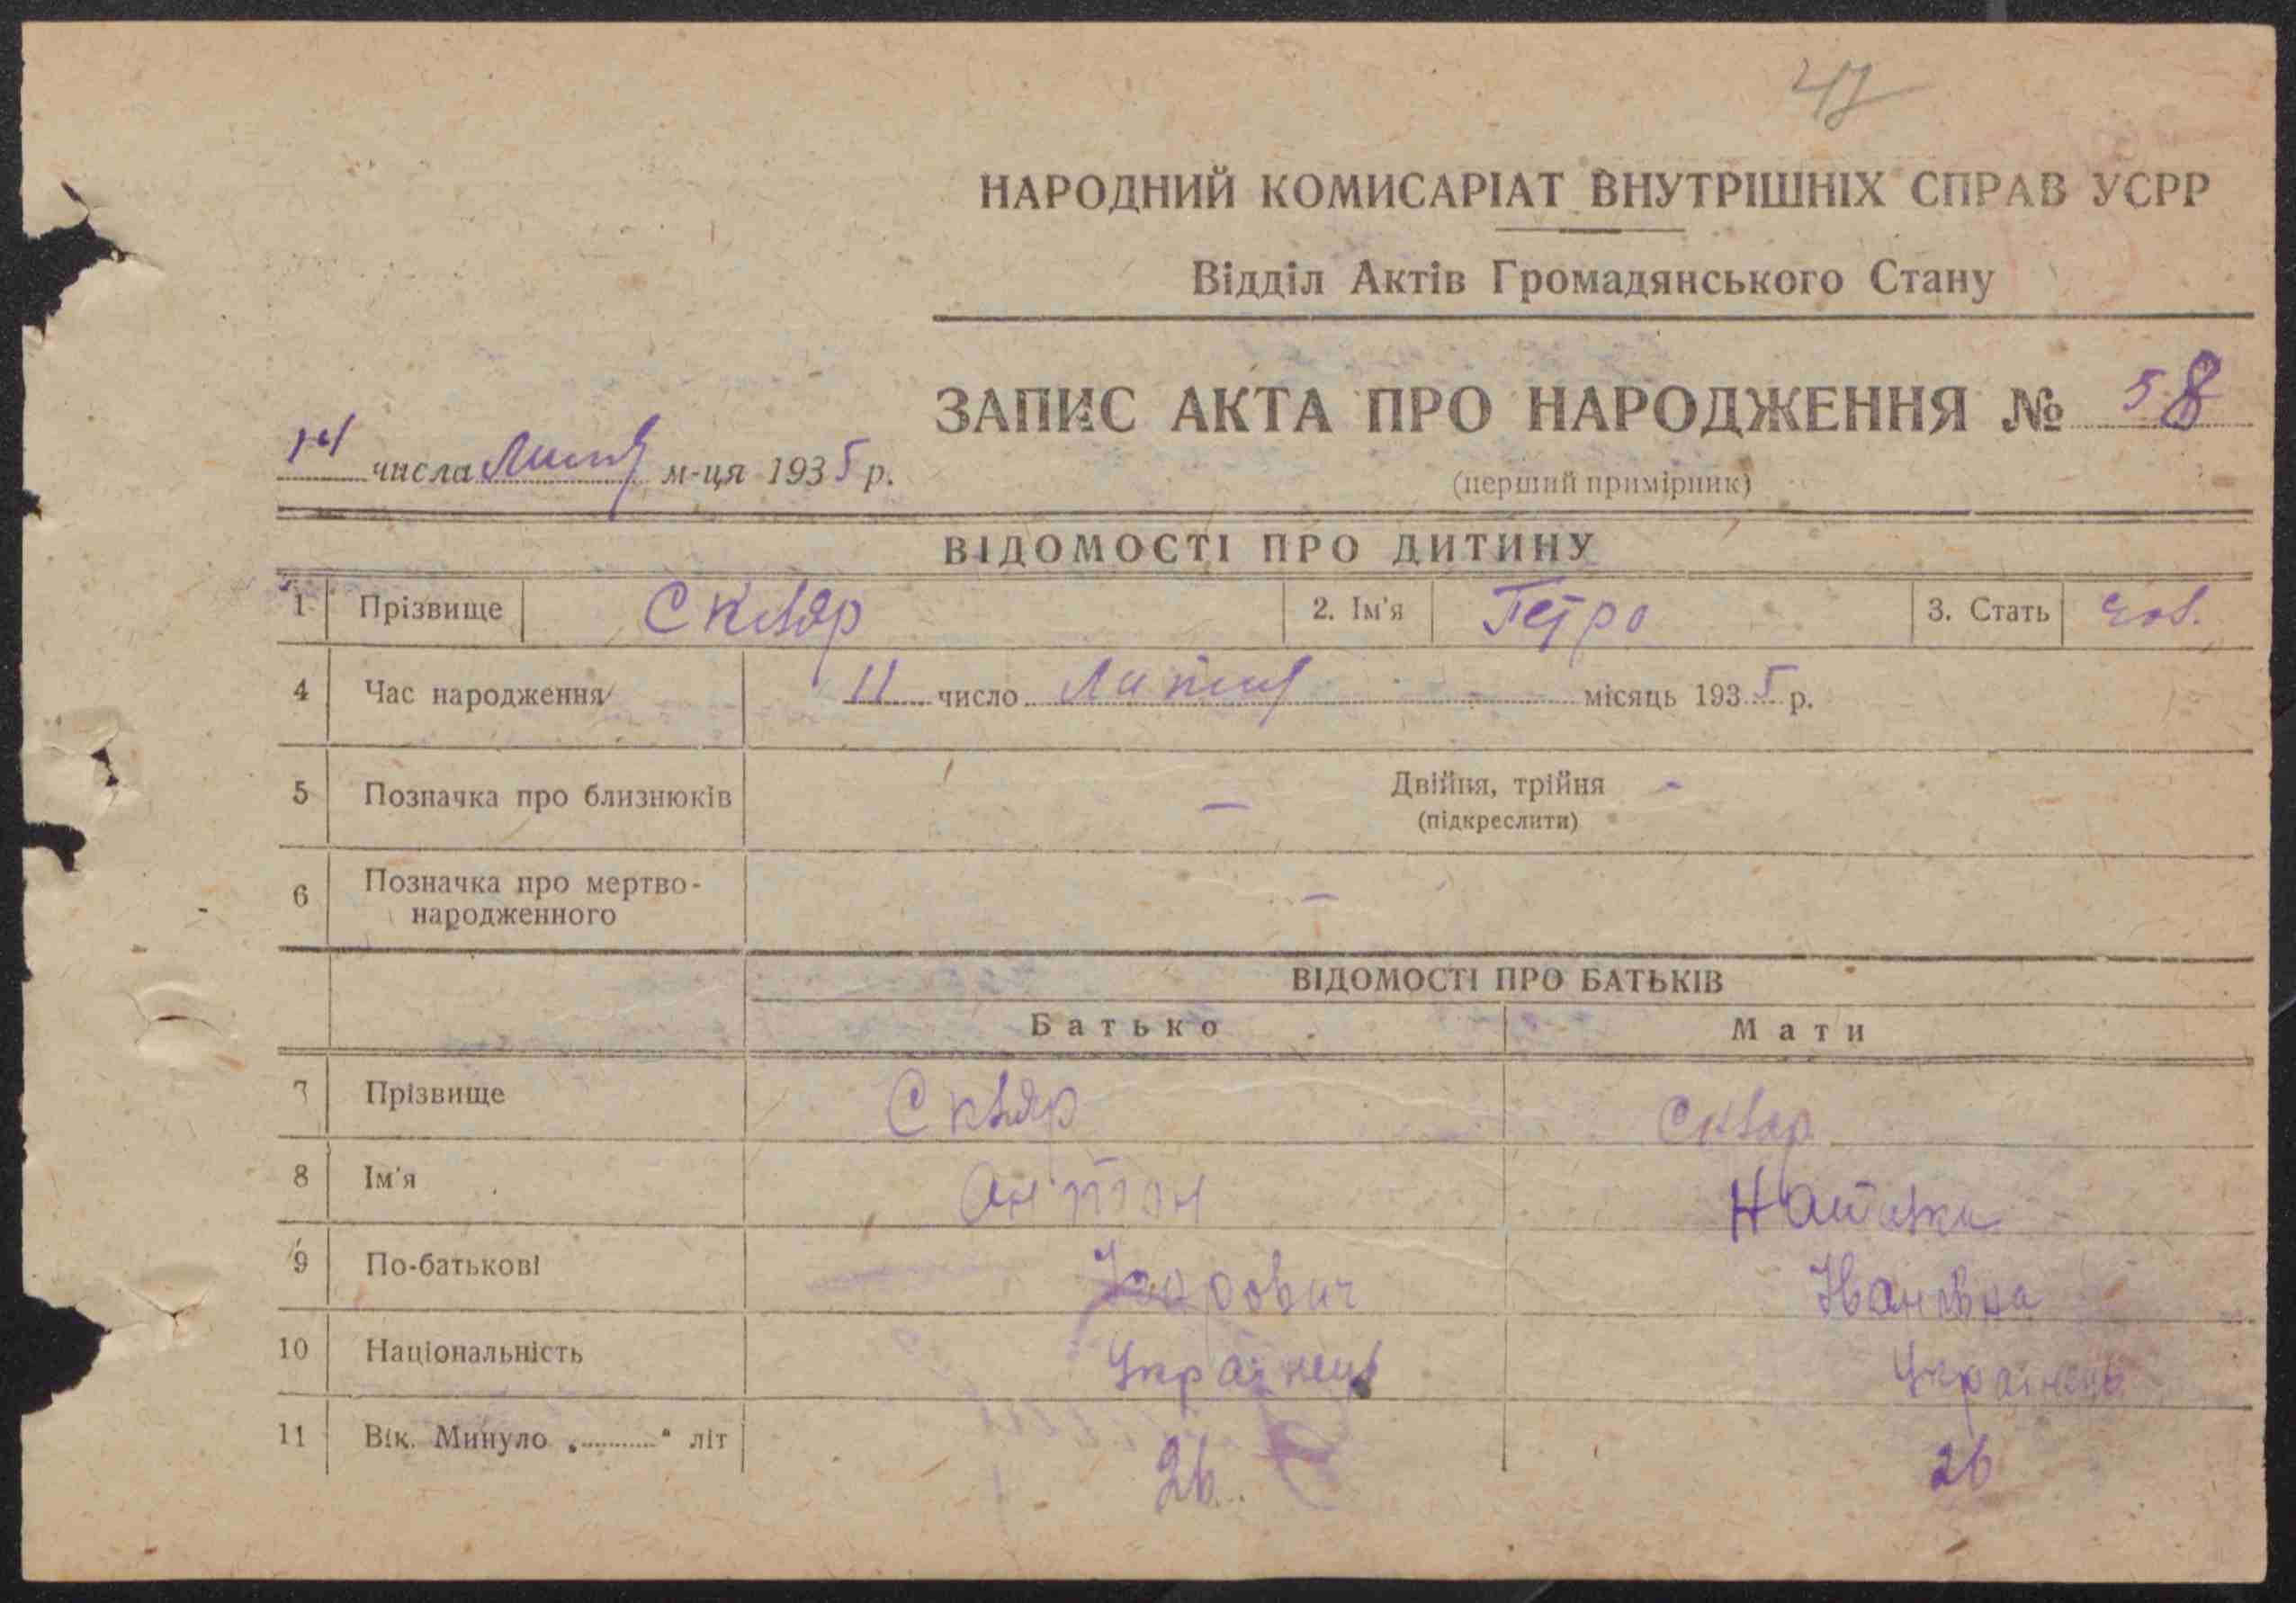 47
НАРОДНИЙ КОМИСАРІАТ ВНУТРІШНІХ СПРАВ УСРР
Відділ Актів Громадянського Стану
ЗАПИС АКТА ПРО НАРОДЖЕННЯ № 58
14 числа Липня м-ця 1935 р.
(перший примірник)
ВІДОМОСТІ ПРО ДИТИНУ
1 Прізвище Скляр 2. Ім'я Петро 3. Стать чол.
4 Час народження 11 число Липня місяць 1935 р.
5 Позначка про близнюків — Двійня, трійня —
(підкреслити)
6 Позначка про мертво-
народженного —
ВІДОМОСТІ ПРО БАТЬКІВ
Батько Мати
7 Прізвище Скляр Скляр
8 Ім'я Антон
9 По-батькові Івановна
10 Національність Українець Українець
11 Вік. Минуло „..........“ літ 26 26